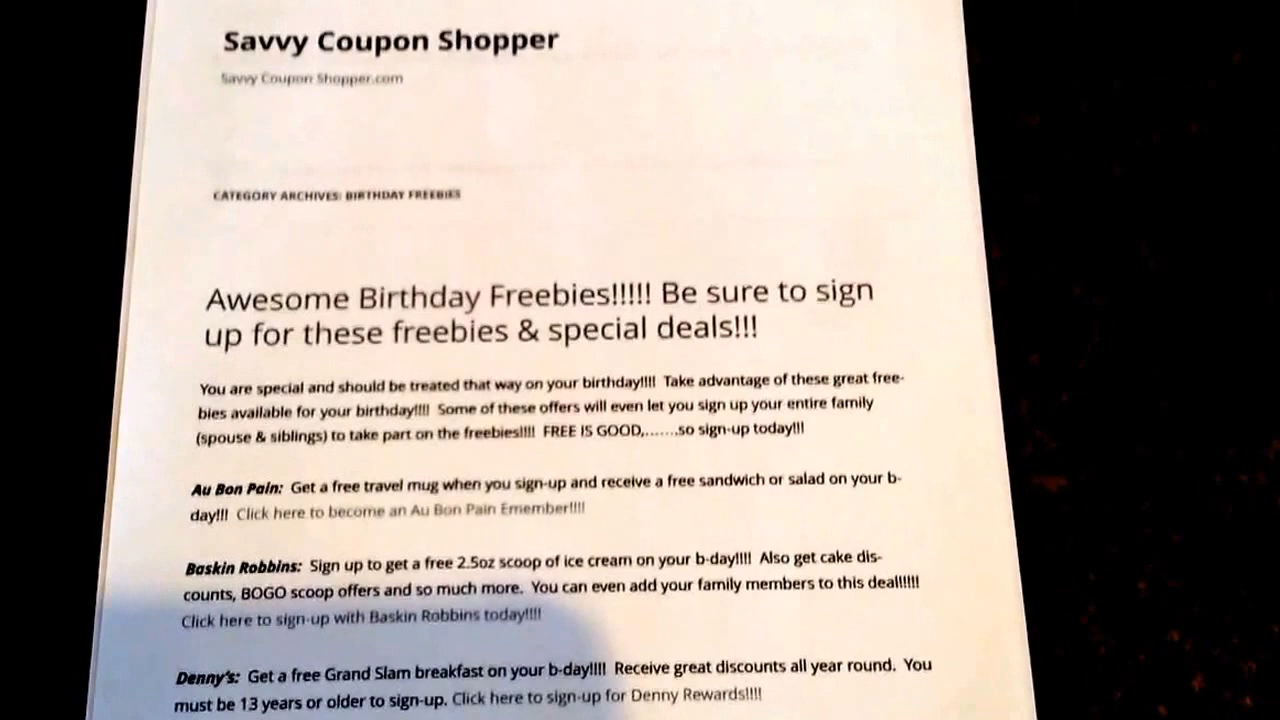 Savvy Coupon Shopper
Savvy Coupon Shopper.com
CATEGORY ARCHIVES: BIRTHDAY FREEBIES
Awesome Birthday Freebies!!!!! Be sure to sign
up for these freebies & special deals!!!
You are special and should be treated that way on your birthday!!!! Take advantage of these great free-
bies available for your birthday!!!! Some of these offers will even let you sign up your entire family
(spouse & siblings) to take part on the freebies!!!! FREE IS GOOD,.......so sign-up today!!!
Au Bon Pain: Get a free travel mug when you sign-up and receive a free sandwich or salad on your b-
day!!! Click here to become an Au Bon Pain Emember!!!!
Baskin Robbins: Sign up to get a free 2.5oz scoop of ice cream on your b-day!!!! Also get cake dis-
counts, BOGO scoop offers and so much more. You can even add your family members to this deal!!!!!!
Click here to sign-up with Baskin Robbins today!!!!
Denny's: Get a free Grand Slam breakfast on your b-day!!!! Receive great discounts all year round. You
must be 13 years or older to sign-up. Click here to sign-up for Denny Rewards!!!!